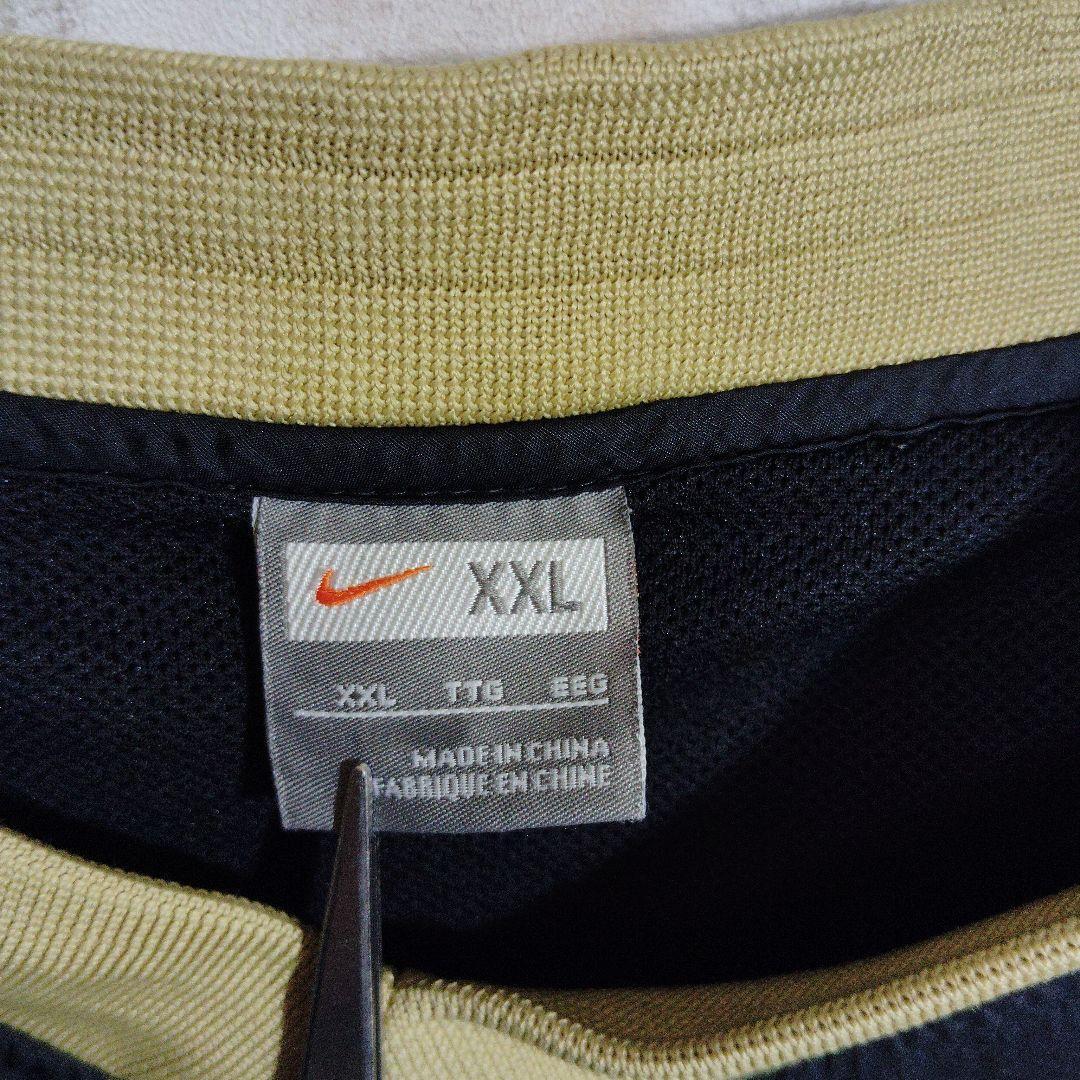 XXL
XXL TTG EEG
MADE IN CHINA
FABRIQUE EN CHINE